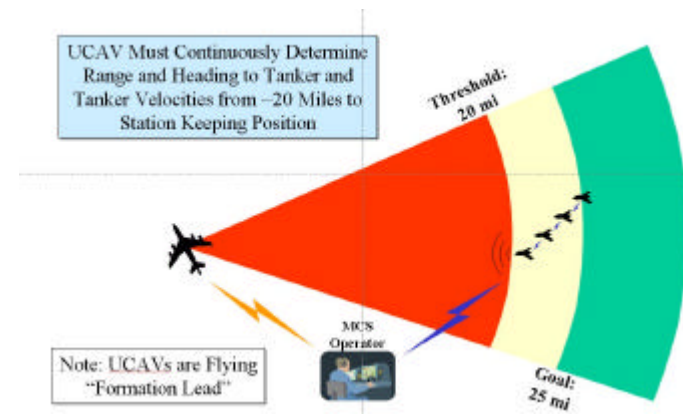 UCAV Must Continuously Determine
Range and Heading to Tanker and
Tanker Velocities from ~20 Miles to
Station Keeping Position
Threshold:
20 mi
MCS
Operator
Note: UCAVs are Flying
"Formation Lead"
Goal:
25 mi